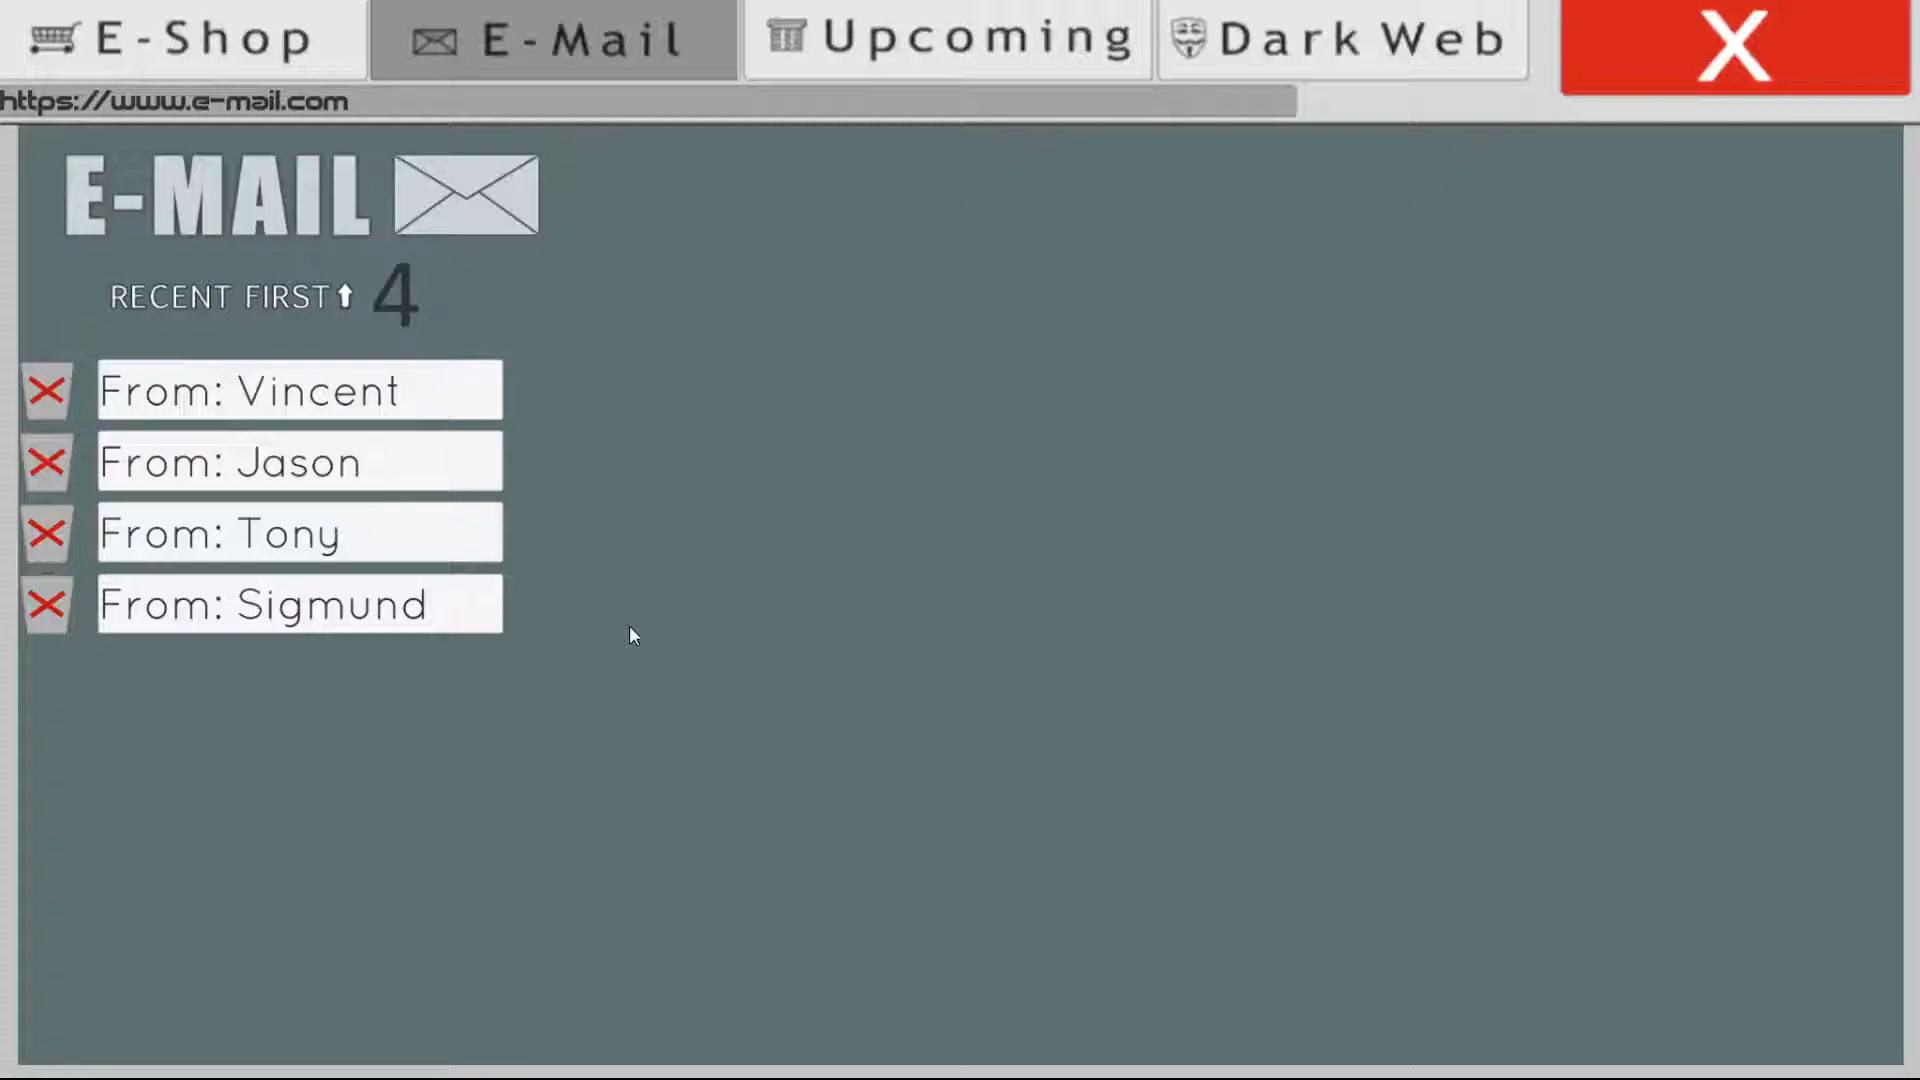 E-Shop
E-Mail
Upcoming
Dark Web
X
https://www.e-mail.com
E-MAIL
RECENT FIRST 4
From: Vincent
From: Jason
From: Tony
From: Sigmund